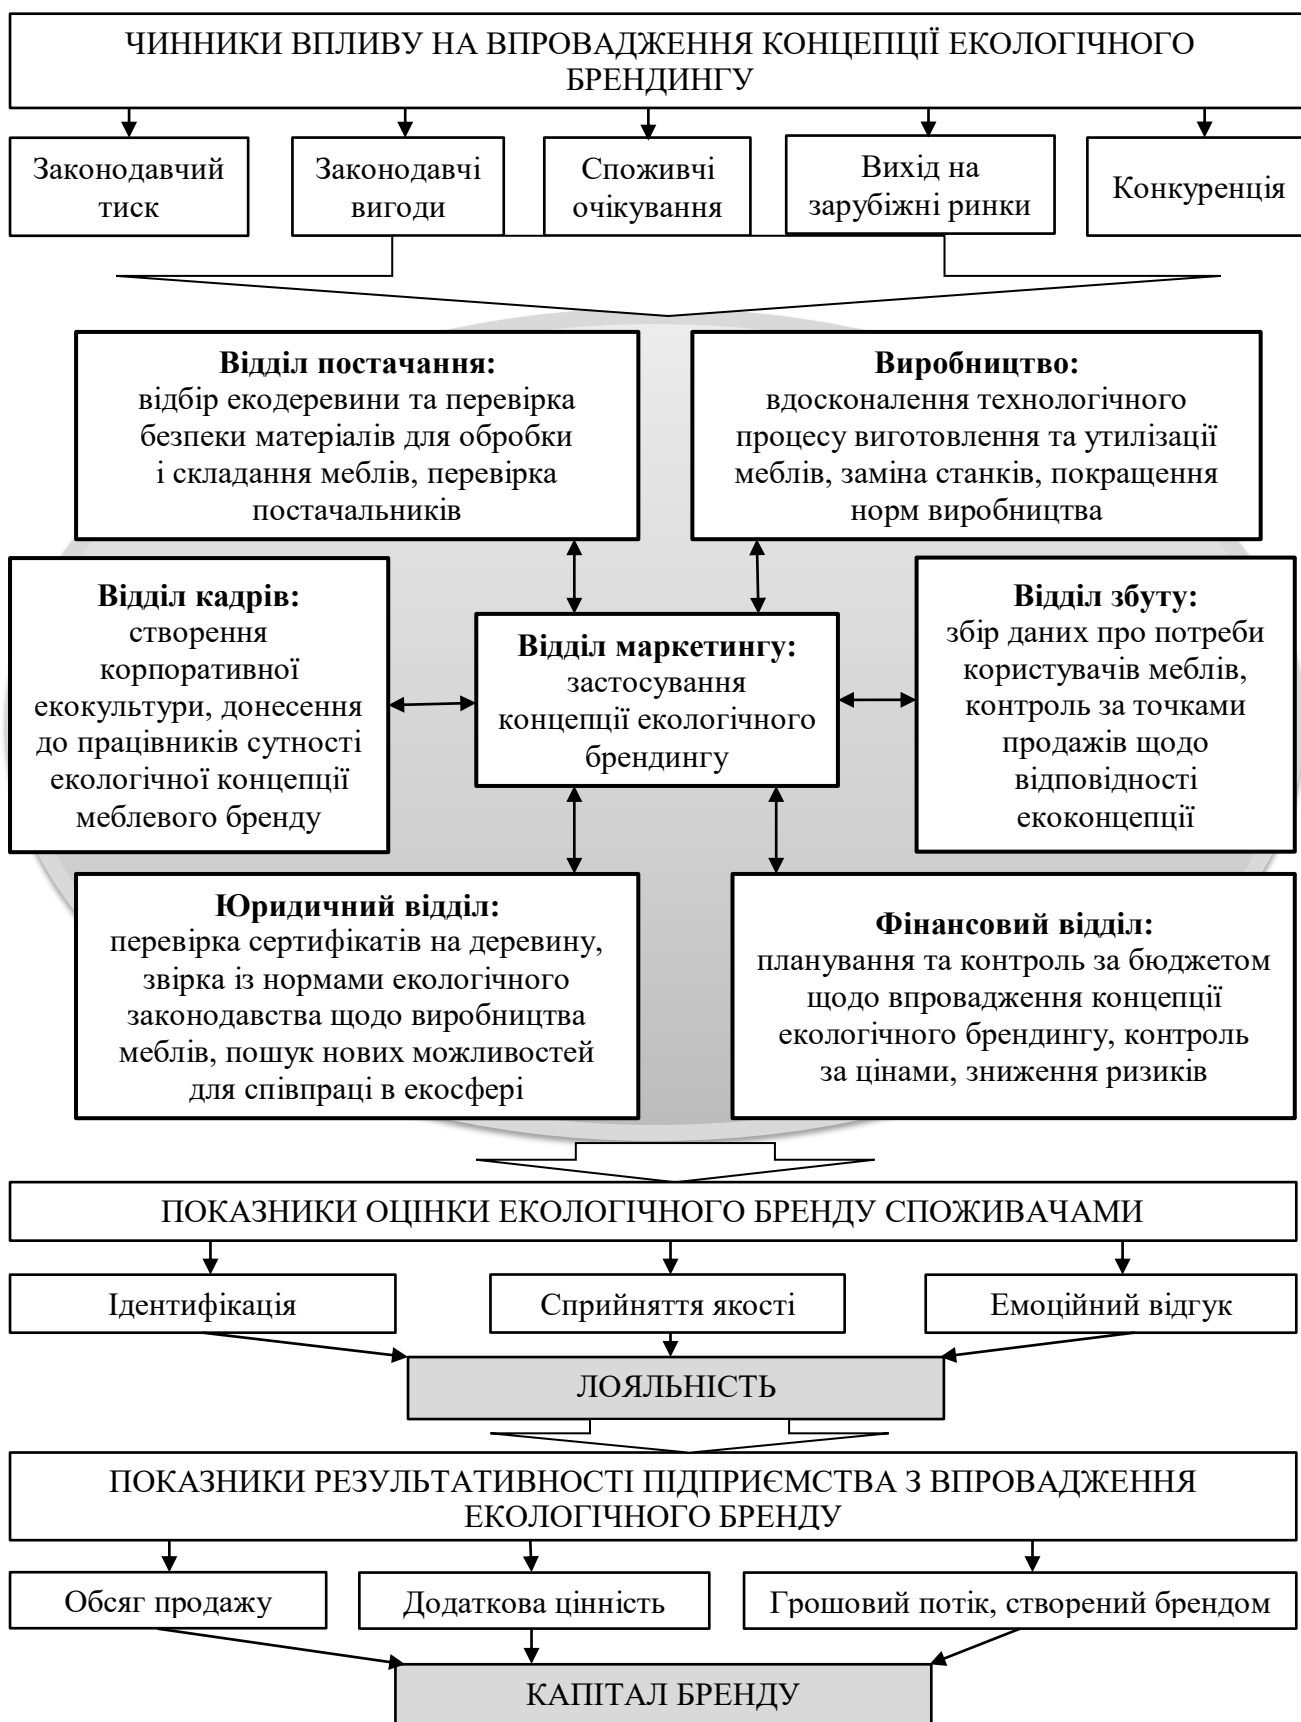 ЧИННИКИ ВПЛИВУ НА ВПРОВАДЖЕННЯ КОНЦЕПЦІЇ ЕКОЛОГІЧНОГО
БРЕНДИНГУ
Законодавчий
тиск
Законодавчі
вигоди
Споживчі
очікування
Вихід на
зарубіжні ринки
Конкуренція
Відділ постачання:
відбір екодеревини та перевірка
безпеки матеріалів для обробки
і складання меблів, перевірка
постачальників
Виробництво:
вдосконалення технологічного
процесу виготовлення та утилізації
меблів, заміна станків, покращення
норм виробництва
Відділ кадрів:
створення
корпоративної
екокультури, донесення
до працівників сутності
екологічної концепції
меблевого бренду
Відділ маркетингу:
застосування
концепції екологічного
брендингу
Відділ збуту:
збір даних про потреби
користувачів меблів,
контроль за точками
продажів щодо
відповідності
екоконцепції
Юридичний відділ:
перевірка сертифікатів на деревину,
звірка із нормами екологічного
законодавства щодо виробництва
меблів, пошук нових можливостей
для співпраці в екосфері
Фінансовий відділ:
планування та контроль за бюджетом
щодо впровадження концепції
екологічного брендингу, контроль
за цінами, зниження ризиків
ПОКАЗНИКИ ОЦІНКИ ЕКОЛОГІЧНОГО БРЕНДУ СПОЖИВАЧАМИ
Ідентифікація
Сприйняття якості
Емоційний відгук
ЛОЯЛЬНІСТЬ
ПОКАЗНИКИ РЕЗУЛЬТАТИВНОСТІ ПІДПРИЄМСТВА З ВПРОВАДЖЕННЯ
ЕКОЛОГІЧНОГО БРЕНДУ
Обсяг продажу
Додаткова цінність
Грошовий потік, створений брендом
КАПІТАЛ БРЕНДУ